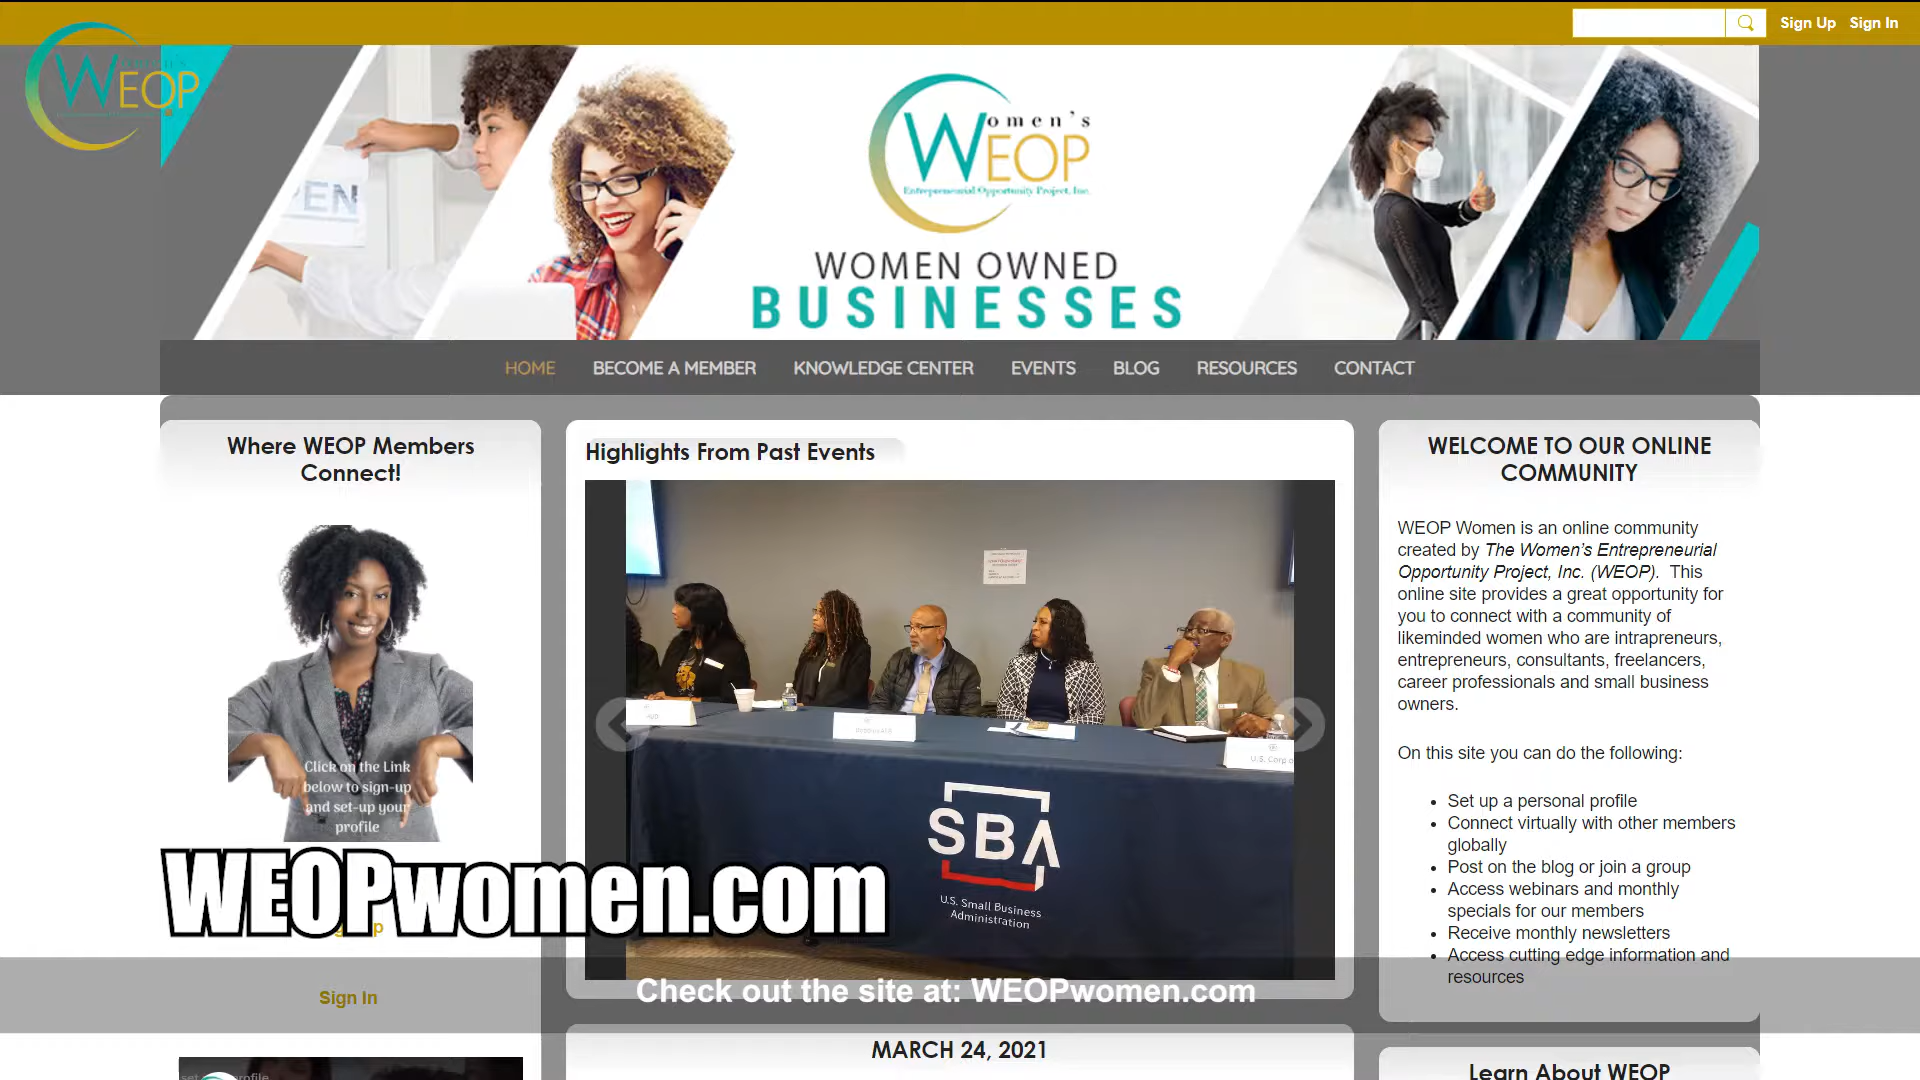 Sign Up
Sign In
WEOP
Women's
WEOP
Entrepreneurial Opportunity Project, Inc.
WOMEN OWNED
BUSINESSES
HOME
BECOME A MEMBER
KNOWLEDGE CENTER
EVENTS
BLOG
RESOURCES
CONTACT
Where WEOP Members
Connect!
Click on the Link
below to sign-up
and set-up your
profile
WEOPwomen.com
Sign In
Highlights From Past Events
SBA
U.S. Small Business
Administration
Check out the site at: WEOPwomen.com
MARCH 24, 2021
WELCOME TO OUR ONLINE
COMMUNITY
WEOP Women is an online community
created by The Women’s Entrepreneurial
Opportunity Project, Inc. (WEOP). This
online site provides a great opportunity for
you to connect with a community of
likeminded women who are intrapreneurs,
entrepreneurs, consultants, freelancers,
career professionals and small business
owners.
On this site you can do the following:
• Set up a personal profile
• Connect virtually with other members
globally
• Post on the blog or join a group
• Access webinars and monthly
specials for our members
• Receive monthly newsletters
• Access cutting edge information and
resources
Learn About WEOP